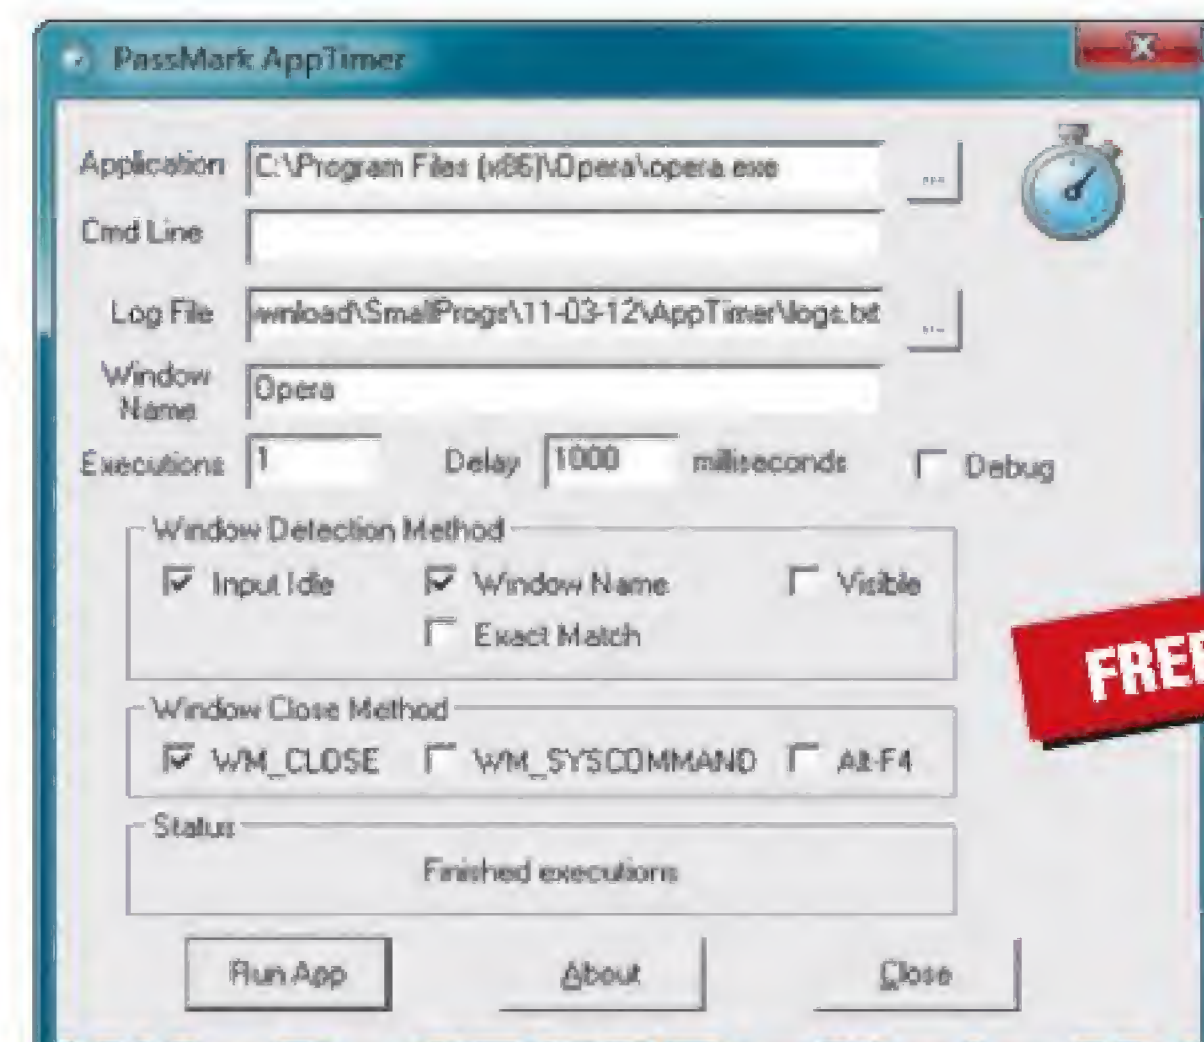 PassMark AppTimer
Application C:\Program Files (x86)\Opera\opera.exe ...
Cmd Line
Log File wnload\SmallProgs\11-03-12\AppTimer\logs.txt ...
Window Name Opera
Executions 1 Delay 1000 milliseconds Debug
Window Detection Method
Input Idle Window Name Visible
Exact Match
FREE
Window Close Method
WM_CLOSE WM_SYSCOMMAND Alt-F4
Status
Finished executions
Run App About Close